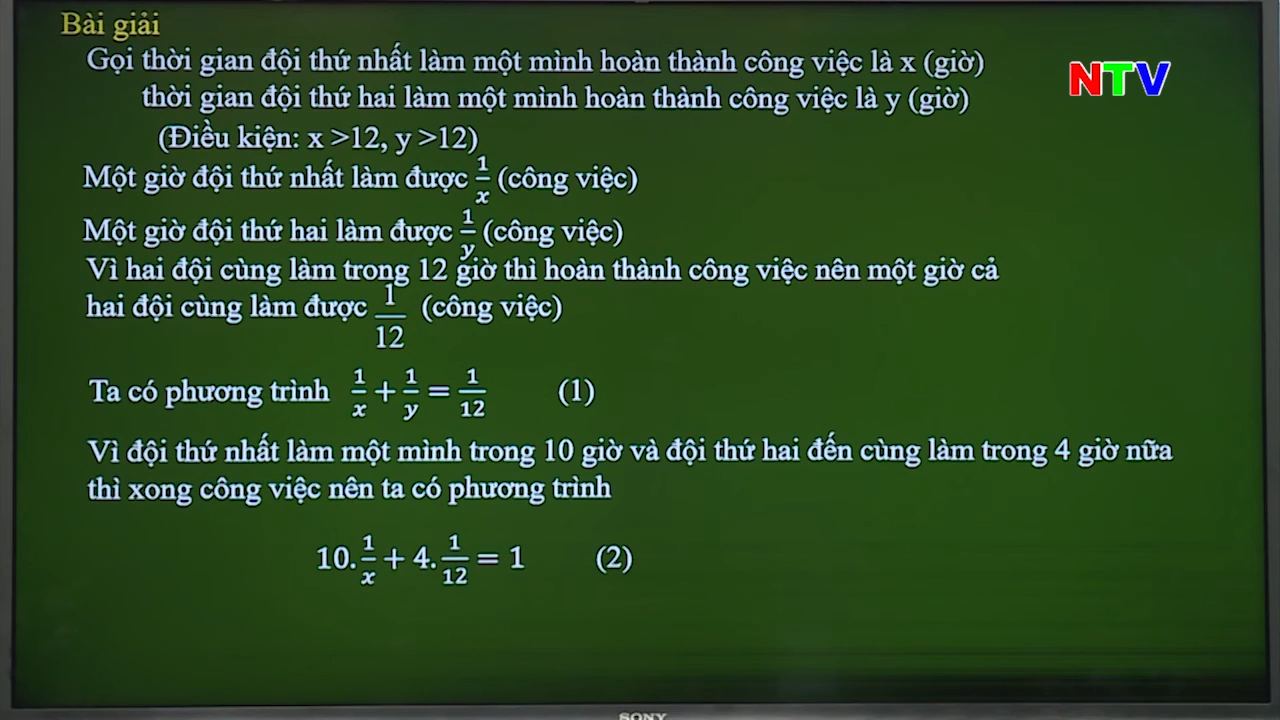 Bài giải
Gọi thời gian đội thứ nhất làm một mình hoàn thành công việc là x (giờ)
NTV
thời gian đội thứ hai làm một mình hoàn thành công việc là y (giờ)
(Điều kiện: x >12, y >12)
Một giờ đội thứ nhất làm được 1/x (công việc)
Một giờ đội thứ hai làm được 1/y (công việc)
Vì hai đội cùng làm trong 12 giờ thì hoàn thành công việc nên một giờ cả
hai đội cùng làm được 1/12 (công việc)
Ta có phương trình 1/x + 1/y = 1/12 (1)
Vì đội thứ nhất làm một mình trong 10 giờ và đội thứ hai đến cùng làm trong 4 giờ nữa
thì xong công việc nên ta có phương trình
10. 1/x + 4. 1/12 = 1 (2)
SONY